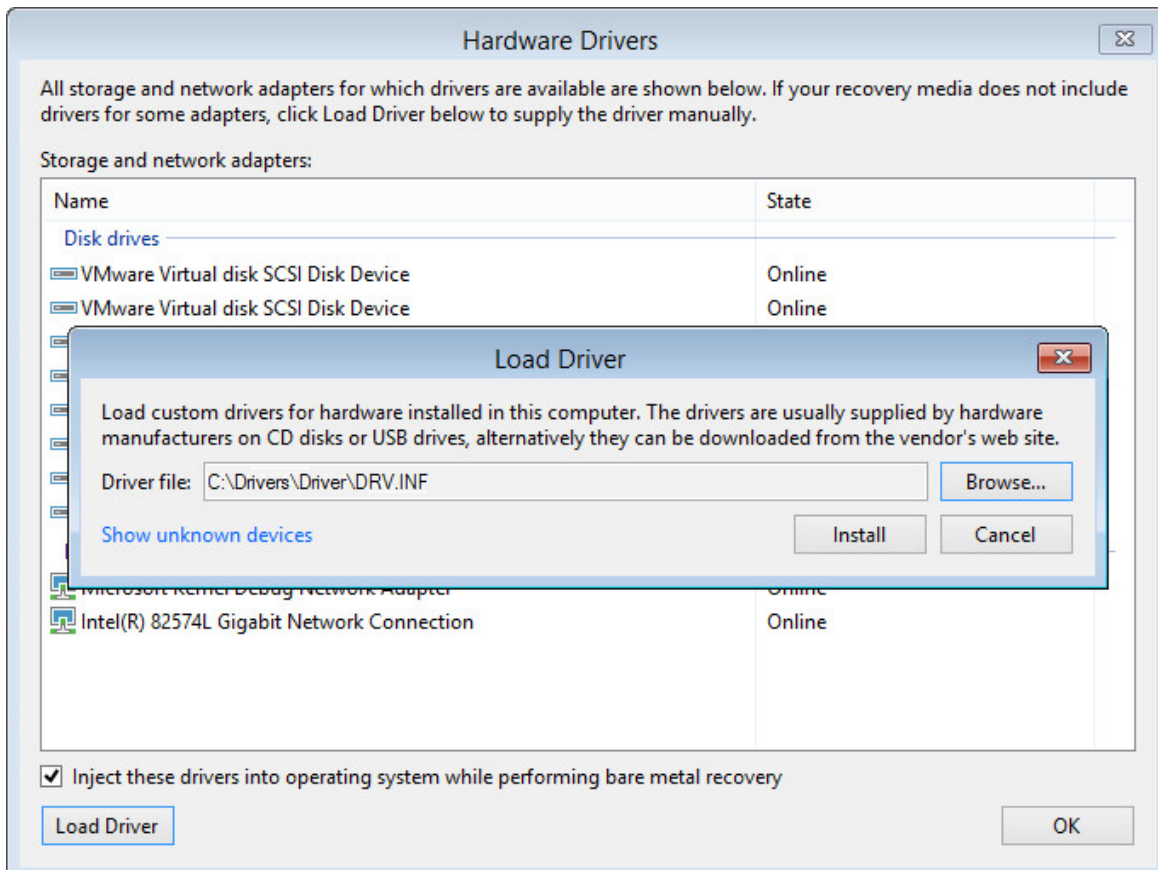 Hardware Drivers
All storage and network adapters for which drivers are available are shown below. If your recovery media does not include
drivers for some adapters, click Load Driver below to supply the driver manually.
Storage and network adapters:
Name State
Disk drives
VMware Virtual disk SCSI Disk Device Online
VMware Virtual disk SCSI Disk Device Online
Load Driver
Load custom drivers for hardware installed in this computer. The drivers are usually supplied by hardware
manufacturers on CD disks or USB drives, alternatively they can be downloaded from the vendor's web site.
Driver file: C:\Drivers\Driver\DRV.INF Browse...
Show unknown devices Install Cancel
Microsoft Kernel Debug Network Adapter Online
Intel(R) 82574L Gigabit Network Connection Online
Inject these drivers into operating system while performing bare metal recovery
Load Driver OK